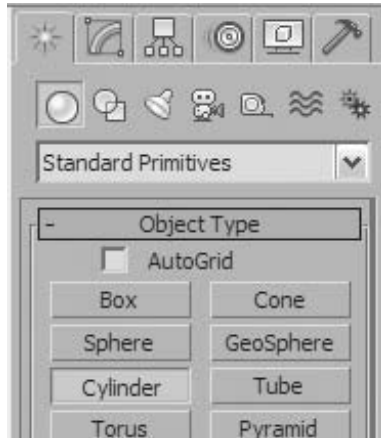 Standard Primitives
- Object Type
AutoGrid
Box Cone
Sphere GeoSphere
Cylinder Tube
Torus Pyramid